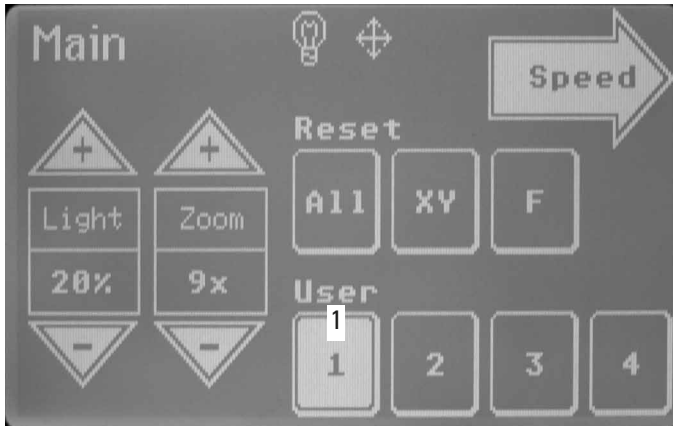 Main
Speed
+ +
Reset
Light Zoom
All XY F
20% 9x
User
1
- -
1 2 3 4